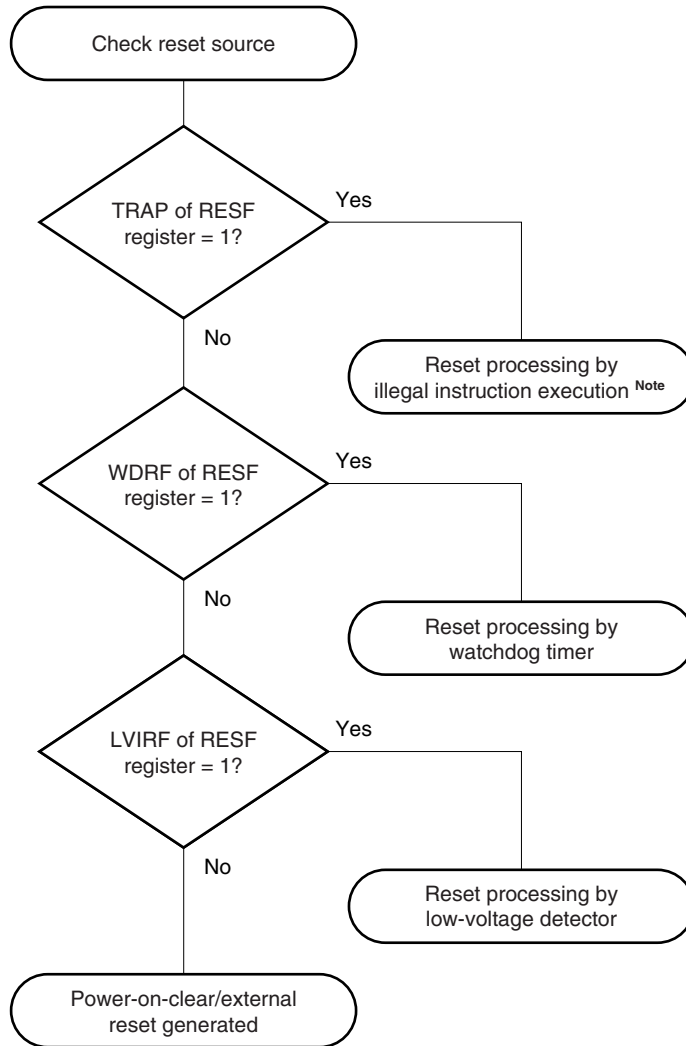 Check reset source
TRAP of RESF
register = 1?
Yes
No
Reset processing by
illegal instruction execution Note
WDRF of RESF
register = 1?
Yes
No
Reset processing by
watchdog timer
LVIRF of RESF
register = 1?
Yes
No
Reset processing by
low-voltage detector
Power-on-clear/external
reset generated